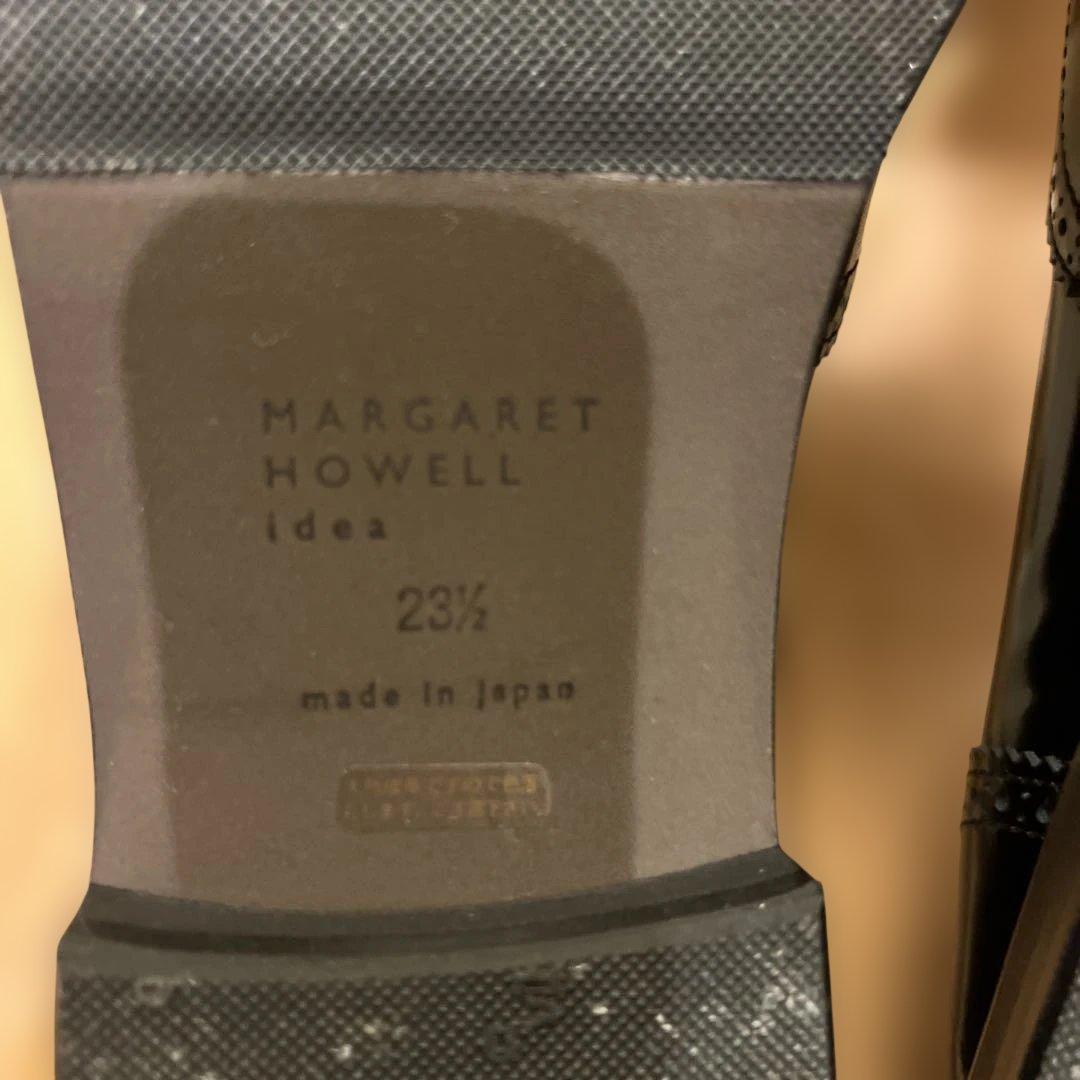 MARGARET
HOWELL
idea
23½
made in japan